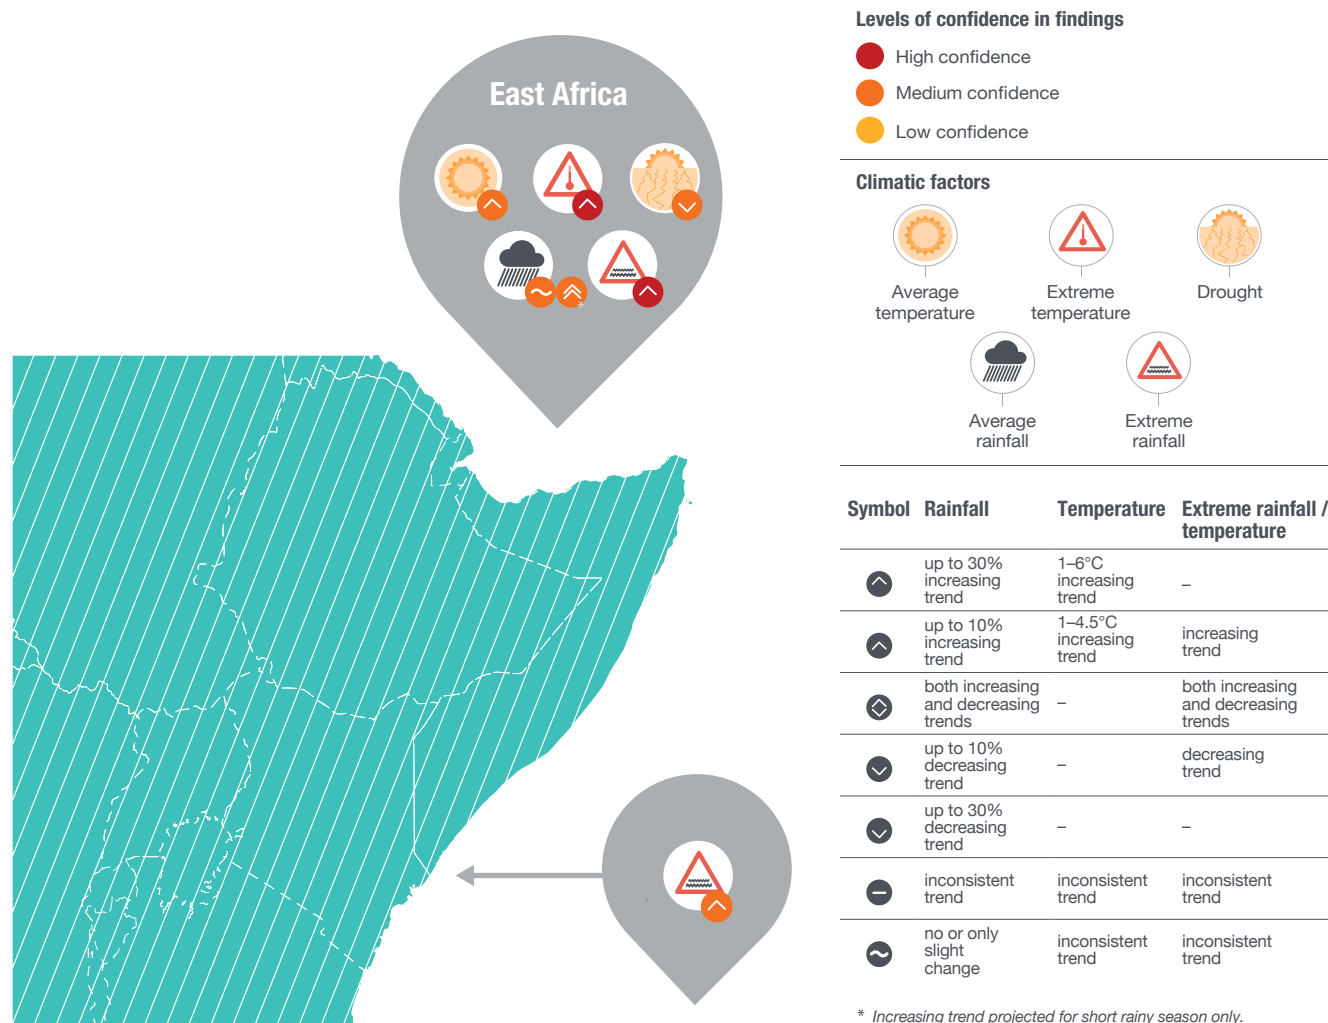 East Africa
*
Levels of confidence in findings
High confidence
Medium confidence
Low confidence
Climatic factors
Average
temperature
Extreme
temperature
Drought
Average
rainfall
Extreme
rainfall
Symbol Rainfall Temperature Extreme rainfall /
temperature
up to 30%
increasing
trend
1–6°C
increasing
trend
–
up to 10%
increasing
trend
1–4.5°C
increasing
trend
increasing
trend
both increasing
and decreasing
trends
–
both increasing
and decreasing
trends
up to 10%
decreasing
trend
–
decreasing
trend
up to 30%
decreasing
trend
–
–
inconsistent
trend
inconsistent
trend
inconsistent
trend
no or only
slight
change
inconsistent
trend
inconsistent
trend
* Increasing trend projected for short rainy season only.